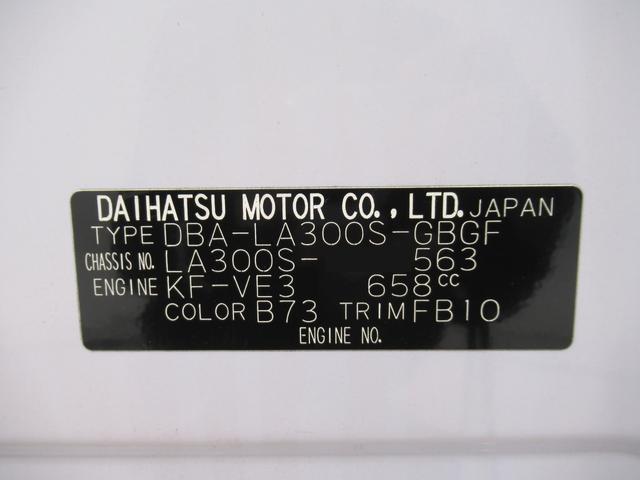 DAIHATSU MOTOR CO., LTD. JAPAN
TYPE DBA-LA300S-GBGF
CHASSIS NO. LA300S- 563
ENGINE KF-VE3 658cc
COLOR B73 TRIM FB10
ENGINE NO.